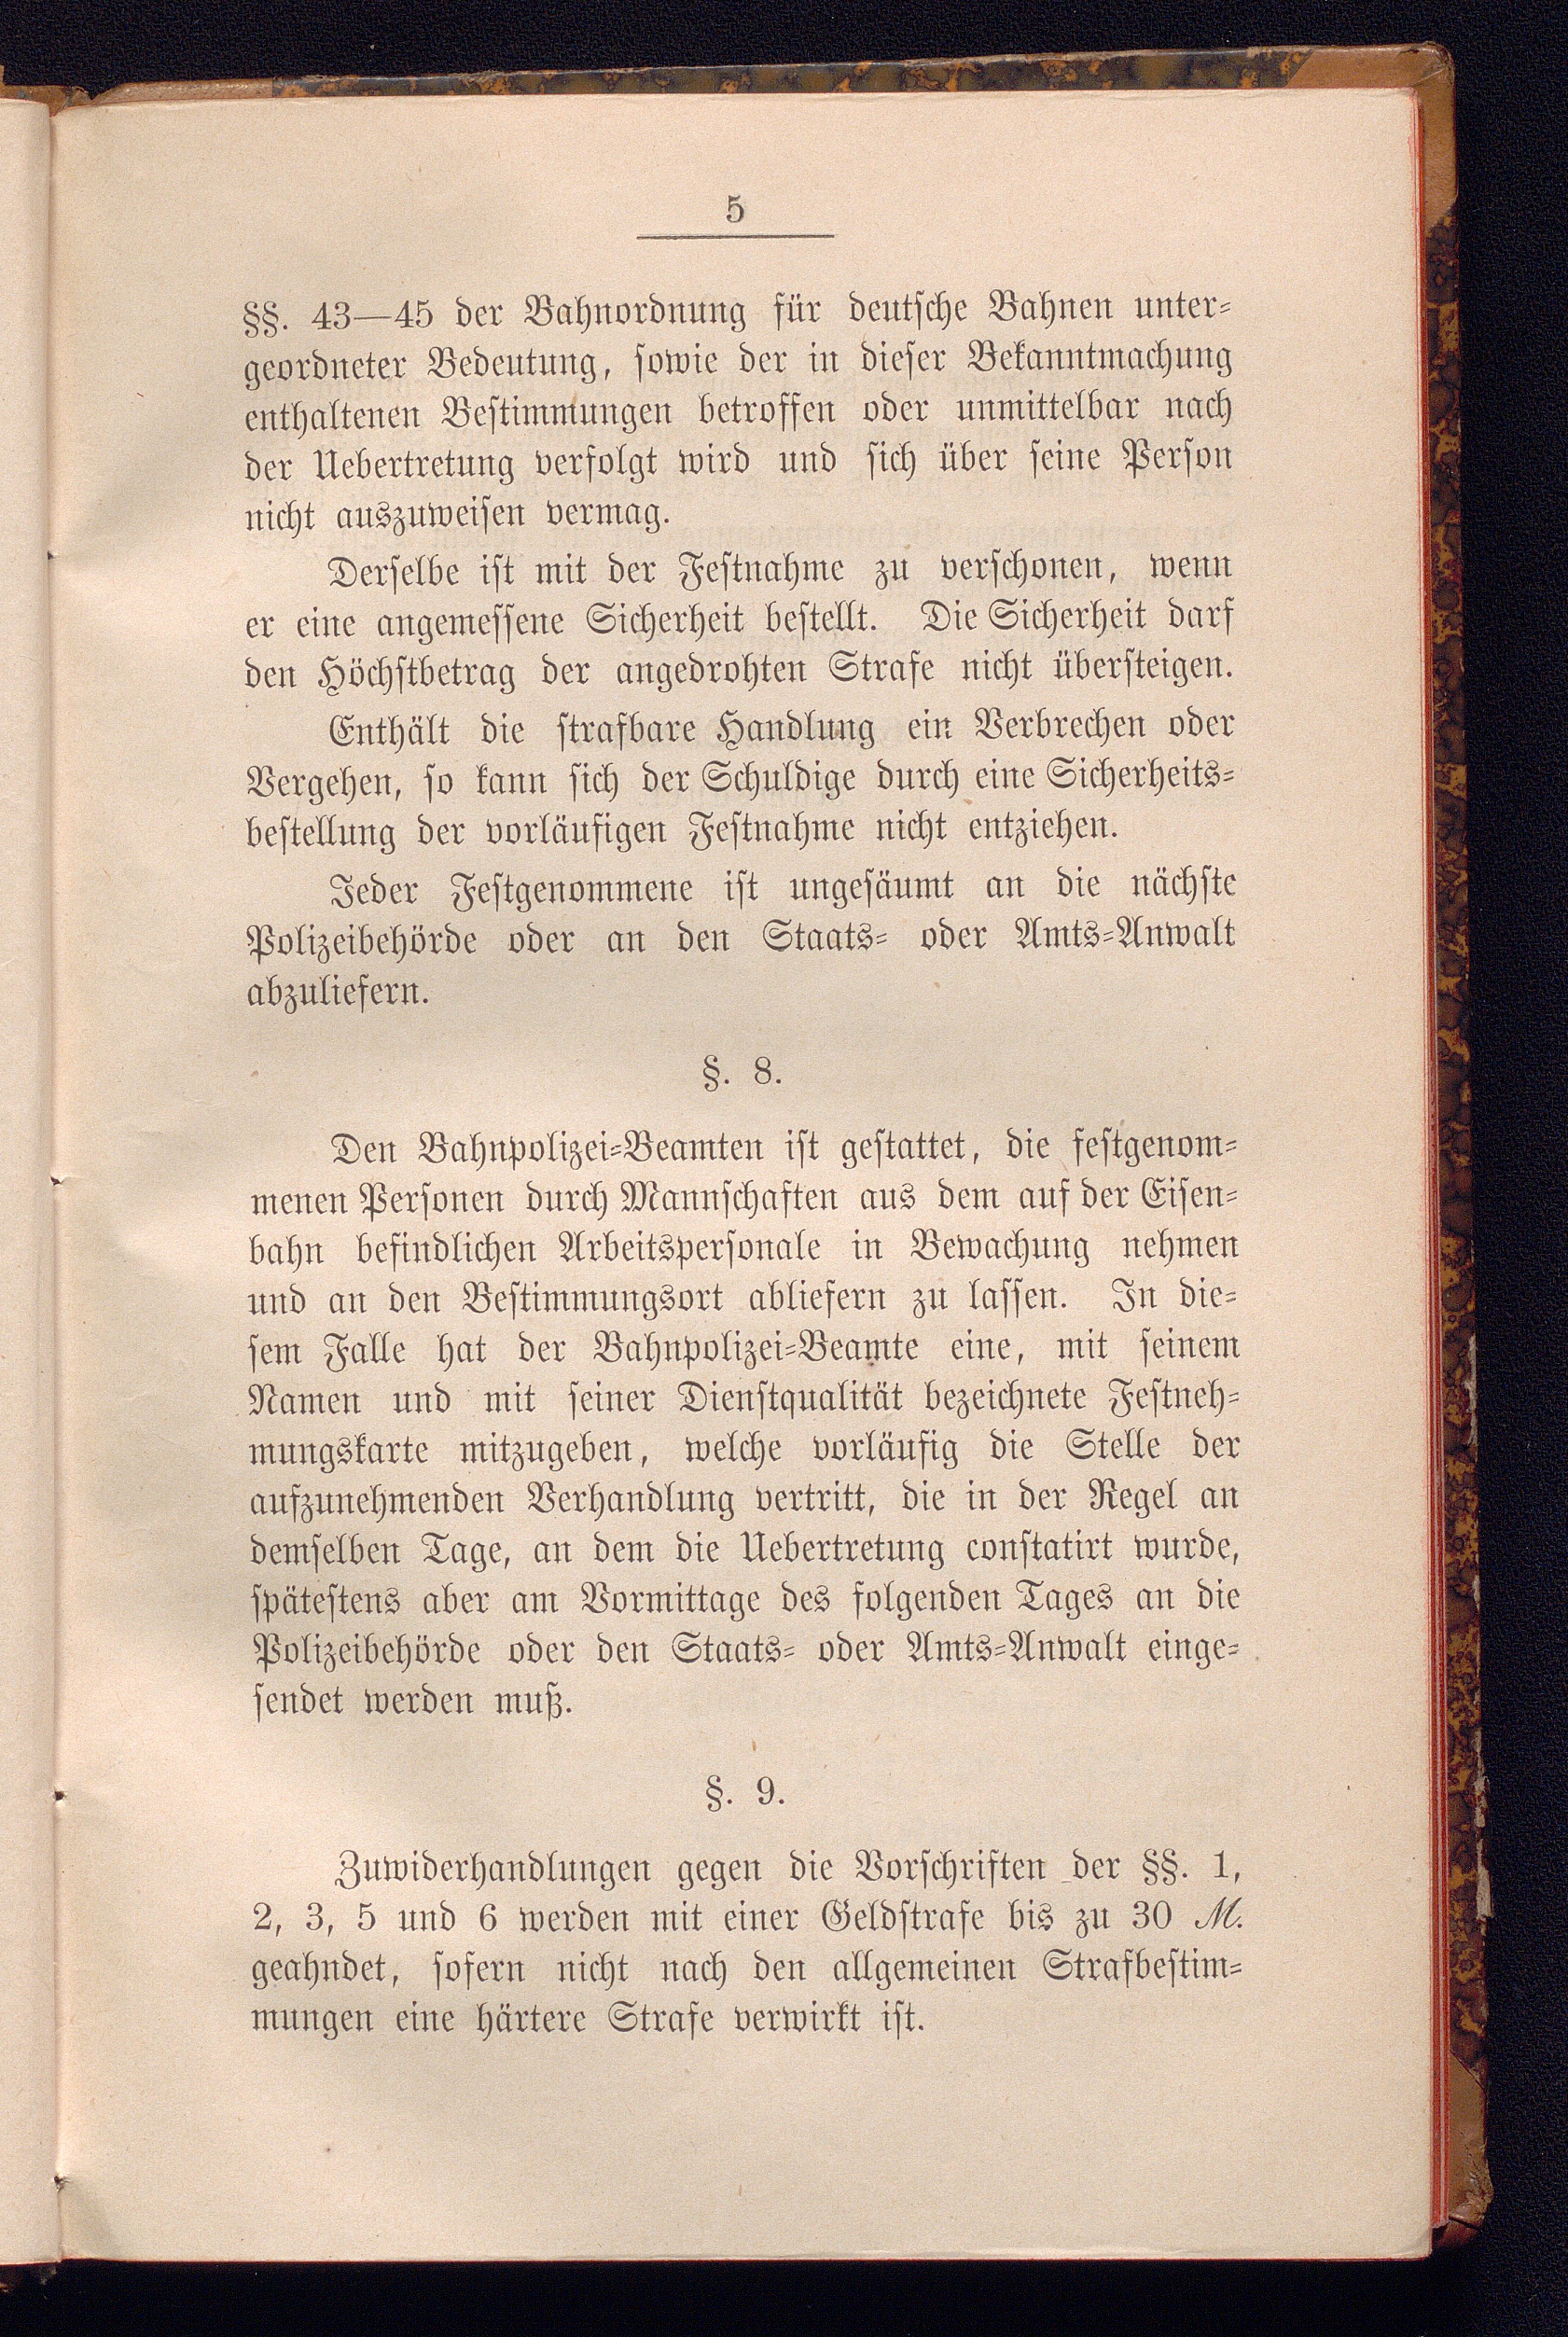 5
§§. 43—45 der Bahnordnung für deutsche Bahnen unter-
geordneter Bedeutung, sowie der in dieser Bekanntmachung
enthaltenen Bestimmungen betroffen oder unmittelbar nach
der Uebertretung verfolgt wird und sich über seine Person
nicht auszuweisen vermag.
Derselbe ist mit der Festnahme zu verschonen, wenn
er eine angemessene Sicherheit bestellt. Die Sicherheit darf
den Höchstbetrag der angedrohten Strafe nicht übersteigen.
Enthält die strafbare Handlung ein Verbrechen oder
Vergehen, so kann sich der Schuldige durch eine Sicherheits-
bestellung der vorläufigen Festnahme nicht entziehen.
Jeder Festgenommene ist ungesäumt an die nächste
Polizeibehörde oder an den Staats- oder Amts-Anwalt
abzuliefern.
§. 8.
Den Bahnpolizei-Beamten ist gestattet, die festgenom-
menen Personen durch Mannschaften aus dem auf der Eisen-
bahn befindlichen Arbeitspersonale in Bewachung nehmen
und an den Bestimmungsort abliefern zu lassen. In die-
sem Falle hat der Bahnpolizei-Beamte eine, mit seinem
Namen und mit seiner Dienstqualität bezeichnete Festneh-
mungskarte mitzugeben, welche vorläufig die Stelle der
aufzunehmenden Verhandlung vertritt, die in der Regel an
demselben Tage, an dem die Uebertretung constatirt wurde,
spätestens aber am Vormittage des folgenden Tages an die
Polizeibehörde oder den Staats- oder Amts-Anwalt einge-
sendet werden muß.
§. 9.
Zuwiderhandlungen gegen die Vorschriften der §§. 1,
2, 3, 5 und 6 werden mit einer Geldstrafe bis zu 30 M.
geahndet, sofern nicht nach den allgemeinen Strafbestim-
mungen eine härtere Strafe verwirkt ist.